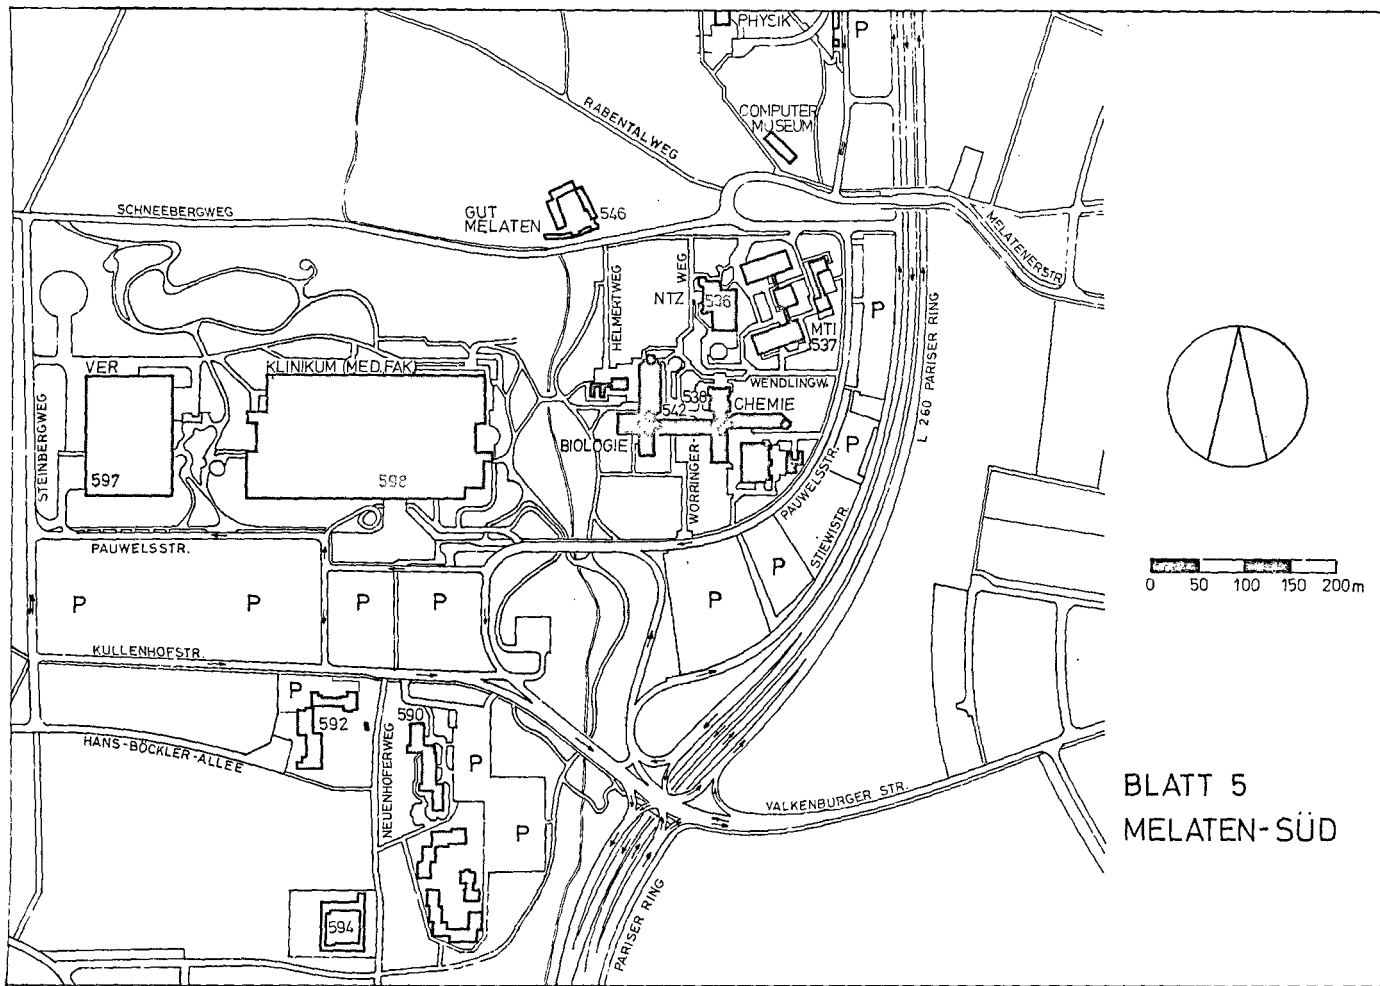 PHYSIK
P
COMPUTER
MUSEUM
RABENTALWEG
SCHNEEBERGWEG
GUT
MELATEN
546
MELATENERSTR.
HELMERTWEG
NTZ
WEG
536
MTI
537
P
L 260 PARISER RING
STEINBERGWEG
VER
597
KLINIKUM (MED.FAK)
598
BIOLOGIE
542
538
CHEMIE
WENDLINGW.
WORRINGER-
PAUWELSSTR.
P
STIEWISTR.
P
P
PAUWELSSTR.
P
P
P
P
KULLENHOFSTR.
0 50 100 150 200m
P
592
590
NEUENHOFERWEG
HANS-BÖCKLER-ALLEE
P
P
594
VALKENBURGER STR.
PARISER RING
BLATT 5
MELATEN-SÜD